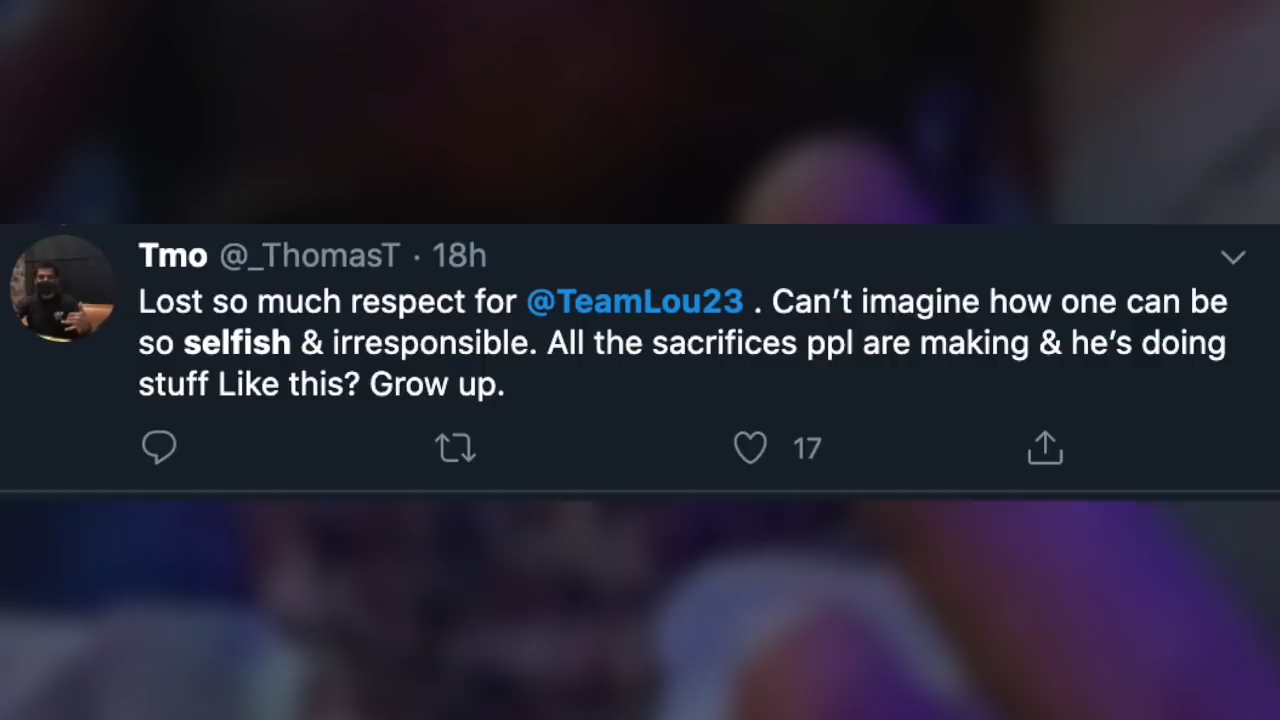 Tmo @_ThomasT · 18h
Lost so much respect for @TeamLou23 . Can’t imagine how one can be
so selfish & irresponsible. All the sacrifices ppl are making & he’s doing
stuff Like this? Grow up.
17